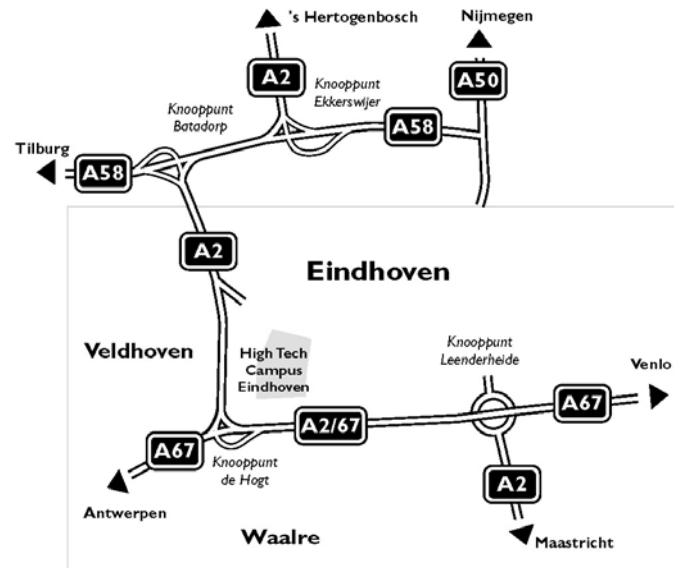 's Hertogenbosch
Nijmegen
A2
A50
Knooppunt
Ekkerswijer
Knooppunt
Batadorp
A58
Tilburg
A58
A2
Eindhoven
Veldhoven
High Tech
Campus
Eindhoven
Knooppunt
Leenderheide
Venlo
A67
A2/67
A67
Knooppunt
de Hogt
A2
Antwerpen
Waalre
Maastricht